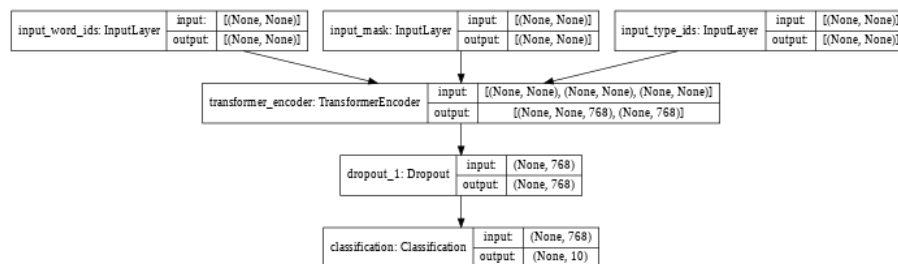 input_word_ids: InputLayer input: [(None, None)]
output: [(None, None)]
input_mask: InputLayer input: [(None, None)]
output: [(None, None)]
input_type_ids: InputLayer input: [(None, None)]
output: [(None, None)]
transformer_encoder: TransformerEncoder input: [(None, None), (None, None), (None, None)]
output: [(None, None, 768), (None, 768)]
dropout_1: Dropout input: (None, 768)
output: (None, 768)
classification: Classification input: (None, 768)
output: (None, 10)